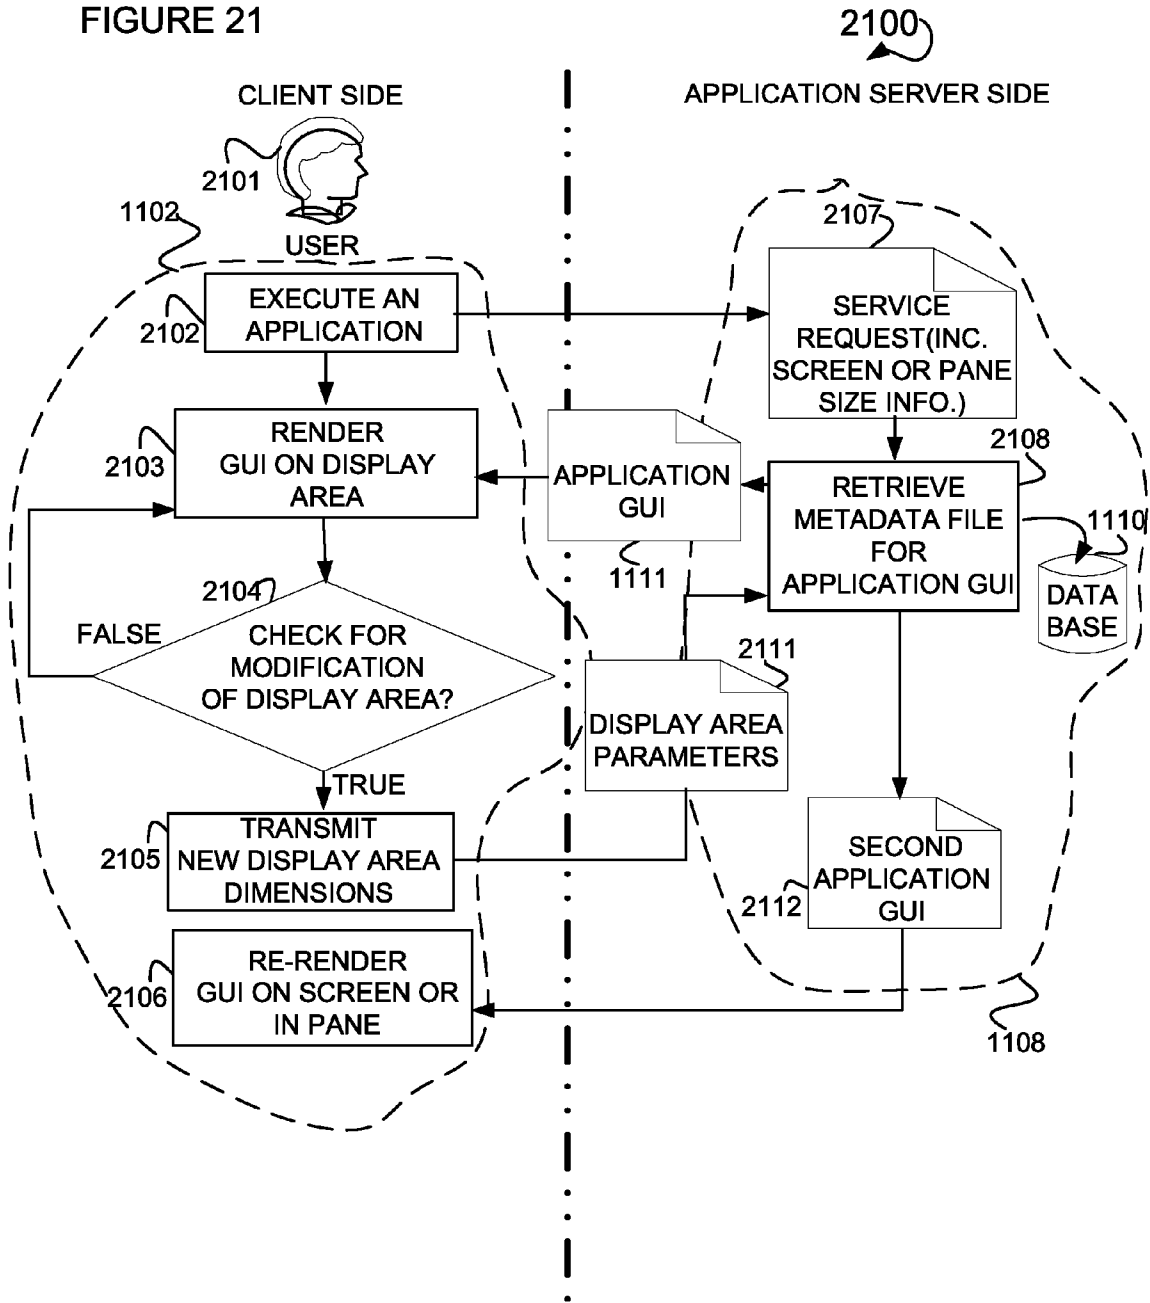 FIGURE 21
2100
CLIENT SIDE
APPLICATION SERVER SIDE
2101
USER
1102
2107
EXECUTE AN
APPLICATION
2102
SERVICE
REQUEST(INC.
SCREEN OR PANE
SIZE INFO.)
RENDER
GUI ON DISPLAY
AREA
2103
APPLICATION
GUI
1111
2108
RETRIEVE
METADATA FILE
FOR
APPLICATION GUI
1110
DATA
BASE
2104
FALSE
CHECK FOR
MODIFICATION
OF DISPLAY AREA?
2111
DISPLAY AREA
PARAMETERS
TRUE
TRANSMIT
NEW DISPLAY AREA
DIMENSIONS
2105
SECOND
APPLICATION
GUI
2112
RE-RENDER
GUI ON SCREEN OR
IN PANE
2106
1108